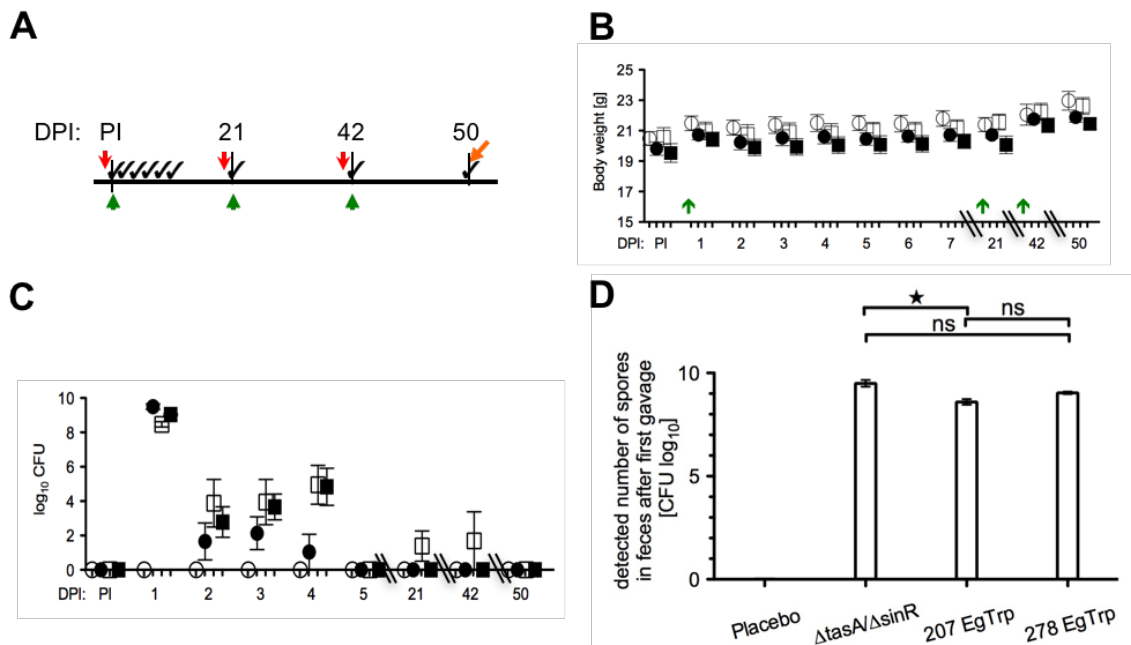 A
DPI: PI 21 42 50
B
Body weight [g]
25
23
21
19
17
15
DPI: PI 1 2 3 4 5 6 7 21 42 50
C
log10 CFU
10
8
6
4
2
0
DPI: PI 1 2 3 4 5 21 42 50
D
★
ns
ns
detected number of spores
in feces after first gavage
[CFU log10]
10
5
0
Placebo
ΔtasA/ΔsinR
207 EgTrp
278 EgTrp